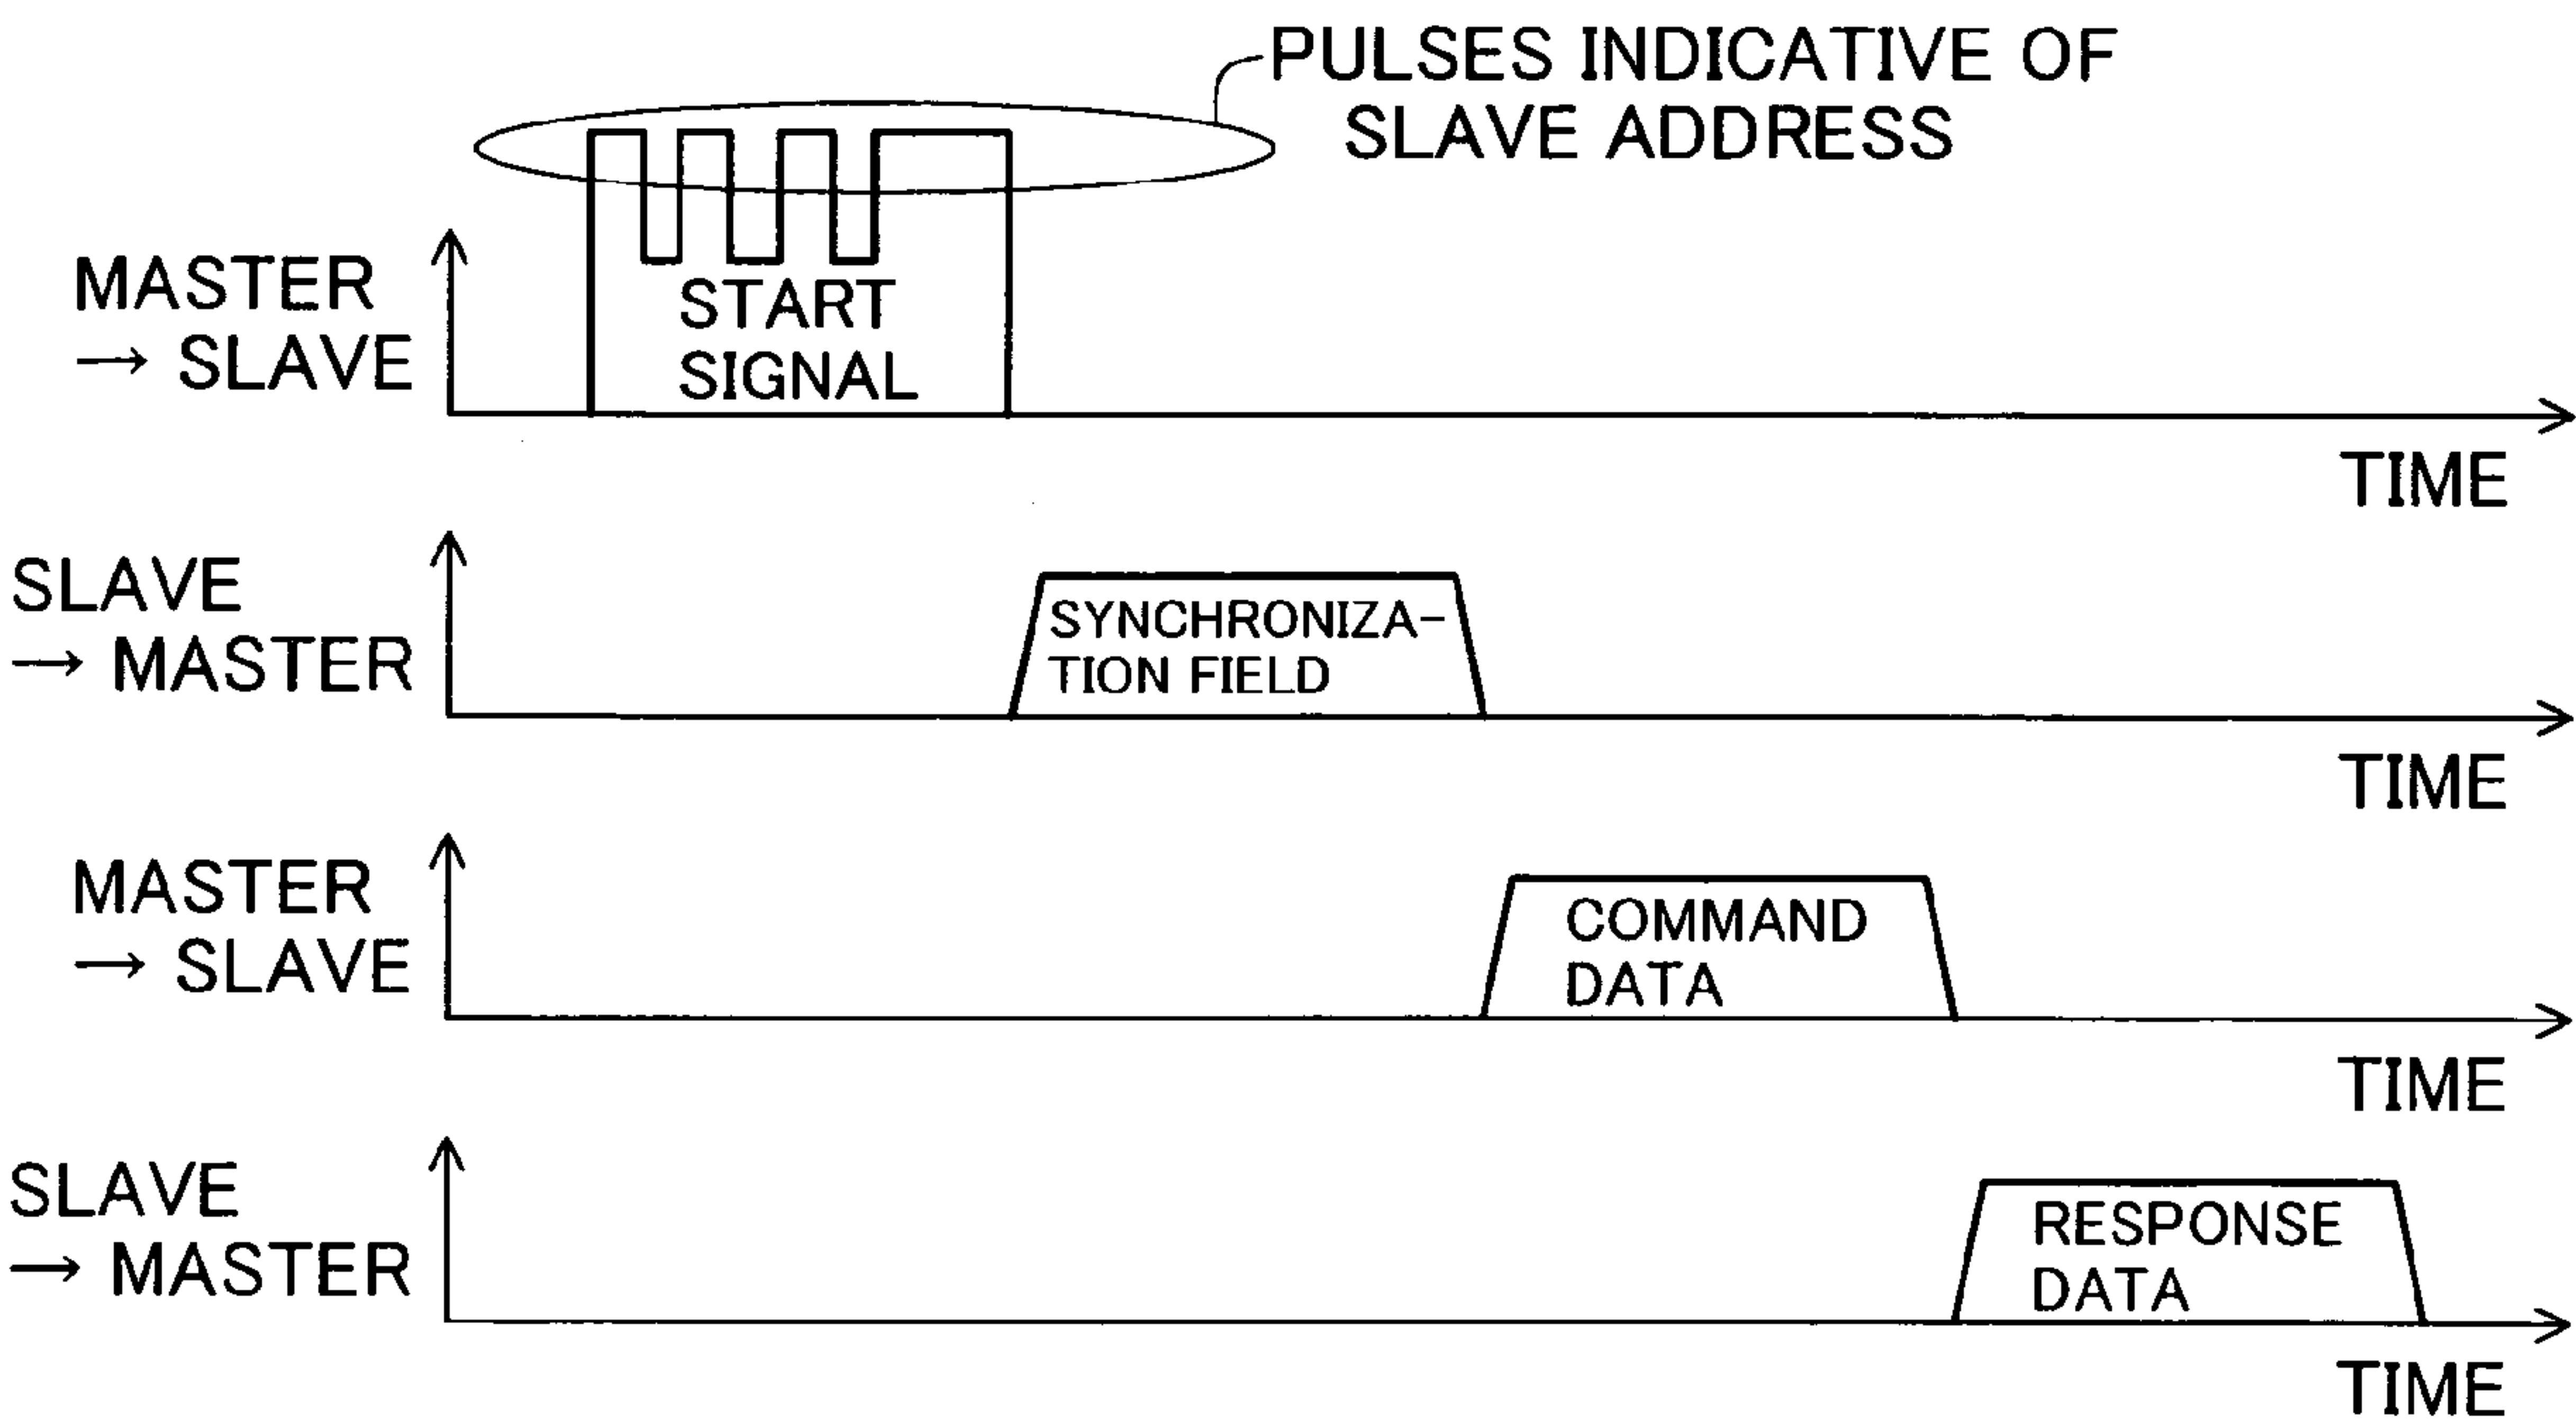 PULSES INDICATIVE OF
SLAVE ADDRESS
MASTER
→ SLAVE
START
SIGNAL
TIME
SLAVE
→ MASTER
SYNCHRONIZA-
TION FIELD
TIME
MASTER
→ SLAVE
COMMAND
DATA
TIME
SLAVE
→ MASTER
RESPONSE
DATA
TIME